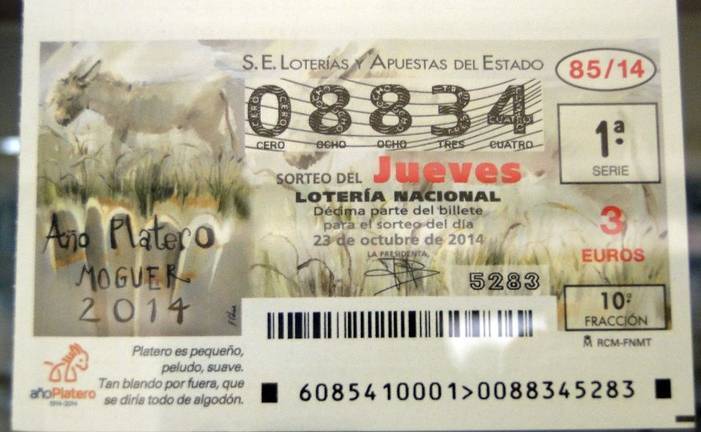 S.E. LOTERÍAS Y APUESTAS DEL ESTADO
85/14
08834
CERO OCHO OCHO TRES CUATRO
1ª
SERIE
SORTEO DEL Jueves
LOTERÍA NACIONAL
Décima parte del billete
para el sorteo del día
23 de octubre de 2014
LA PRESIDENTA,
3
EUROS
5283
10ª
FRACCIÓN
RCM-FNMT
Año Platero
MOGUER
2014
añoPlatero
1914-2014
Platero es pequeño,
peludo, suave.
Tan blando por fuera, que
se diría todo de algodón.
6085410001>0088345283